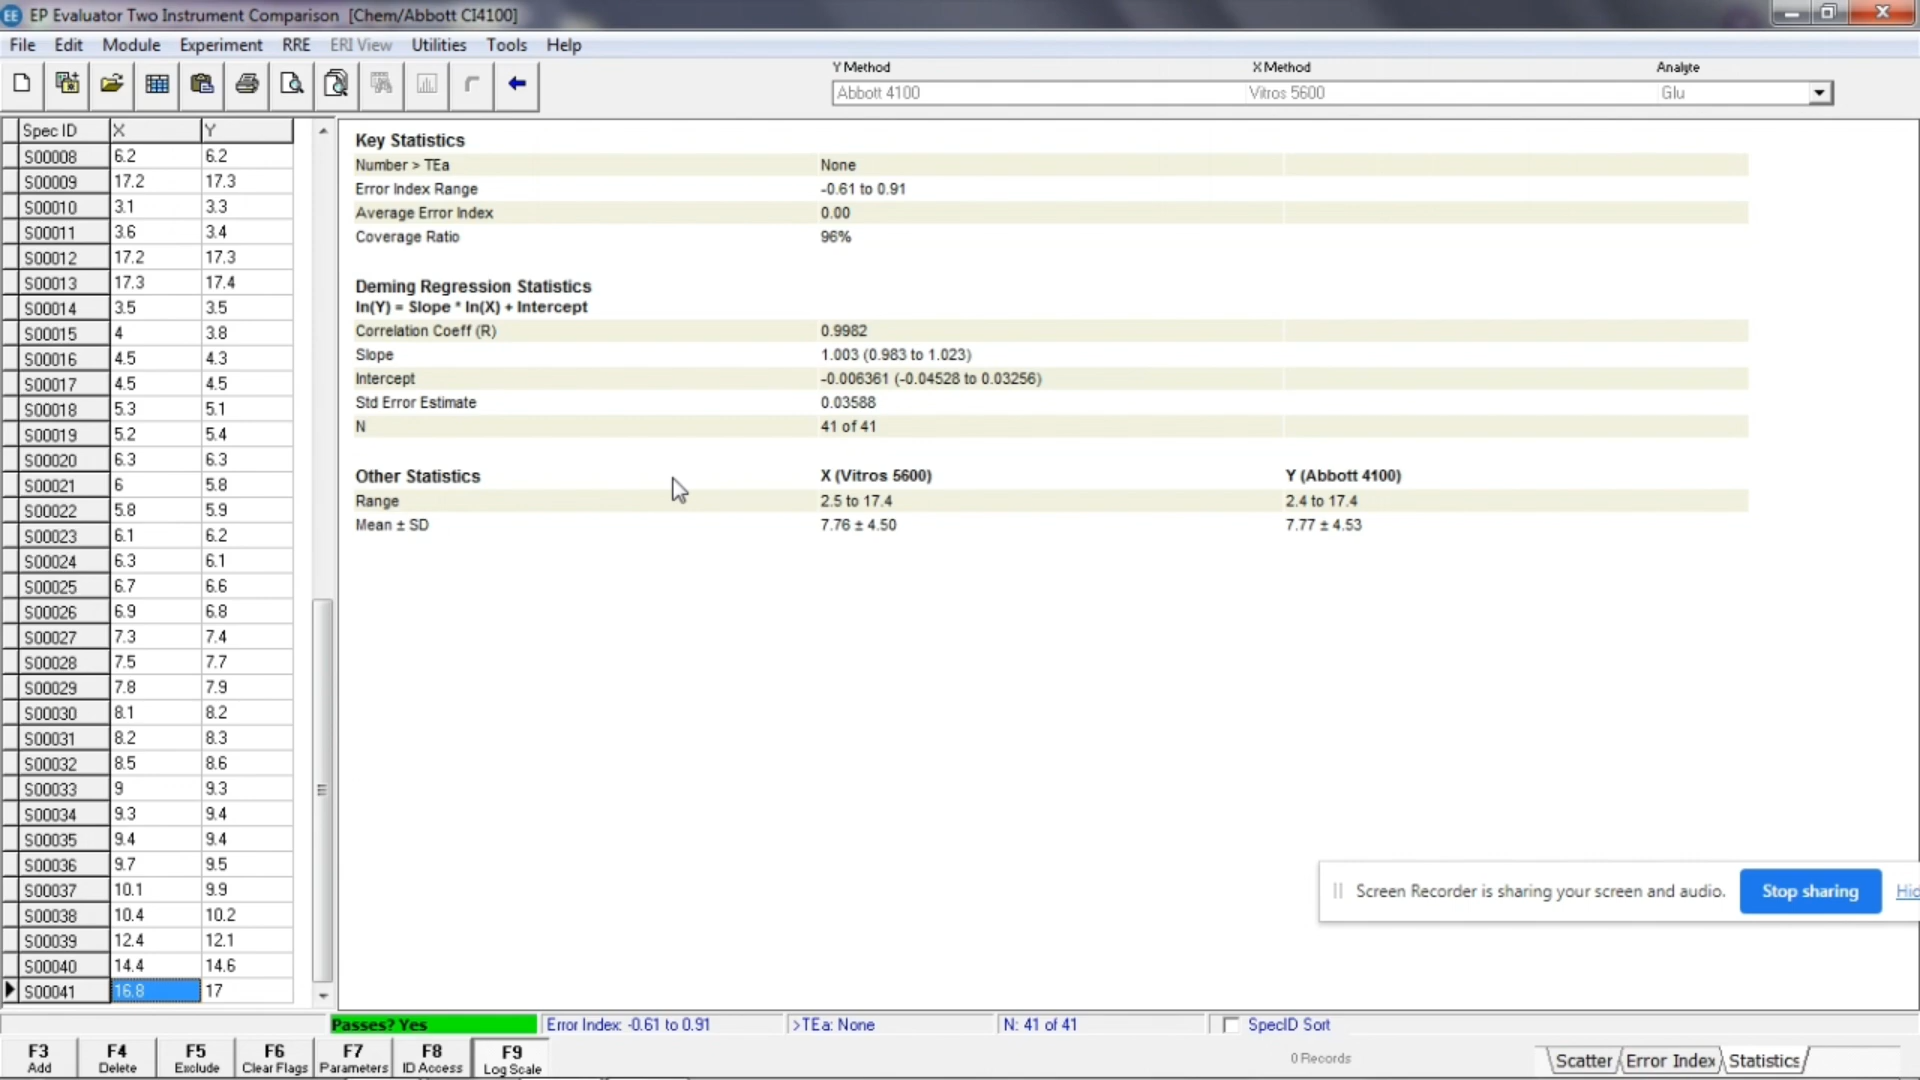 EP Evaluator Two Instrument Comparison [Chem/Abbott CI4100]
File Edit Module Experiment RRE ERI View Utilities Tools Help
Y Method X Method Analyte
Abbott 4100 Vitros 5600 Glu
Spec ID X Y
S00008 6.2 6.2
S00009 17.2 17.3
S00010 3.1 3.3
S00011 3.6 3.4
S00012 17.2 17.3
S00013 17.3 17.4
S00014 3.5 3.5
S00015 4 3.8
S00016 4.5 4.3
S00017 4.5 4.5
S00018 5.3 5.1
S00019 5.2 5.4
S00020 6.3 6.3
S00021 6 5.8
S00022 5.8 5.9
S00023 6.1 6.2
S00024 6.3 6.1
S00025 6.7 6.6
S00026 6.9 6.8
S00027 7.3 7.4
S00028 7.5 7.7
S00029 7.8 7.9
S00030 8.1 8.2
S00031 8.2 8.3
S00032 8.5 8.6
S00033 9 9.3
S00034 9.3 9.4
S00035 9.4 9.4
S00036 9.7 9.5
S00037 10.1 9.9
S00038 10.4 10.2
S00039 12.4 12.1
S00040 14.4 14.6
S00041 16.8 17
Key Statistics
Number > TEa None
Error Index Range -0.61 to 0.91
Average Error Index 0.00
Coverage Ratio 96%
Deming Regression Statistics
ln(Y) = Slope * ln(X) + Intercept
Correlation Coeff (R) 0.9982
Slope 1.003 (0.983 to 1.023)
Intercept -0.006361 (-0.04528 to 0.03256)
Std Error Estimate 0.03588
N 41 of 41
Other Statistics X (Vitros 5600) Y (Abbott 4100)
Range 2.5 to 17.4 2.4 to 17.4
Mean ± SD 7.76 ± 4.50 7.77 ± 4.53
Screen Recorder is sharing your screen and audio. Stop sharing Hid
Passes? Yes Error Index: -0.61 to 0.91 >TEa: None N: 41 of 41 SpecID Sort
F3 F4 F5 F6 F7 F8 F9
Add Delete Exclude Clear Flags Parameters ID Access Log Scale
0 Records
Scatter Error Index Statistics